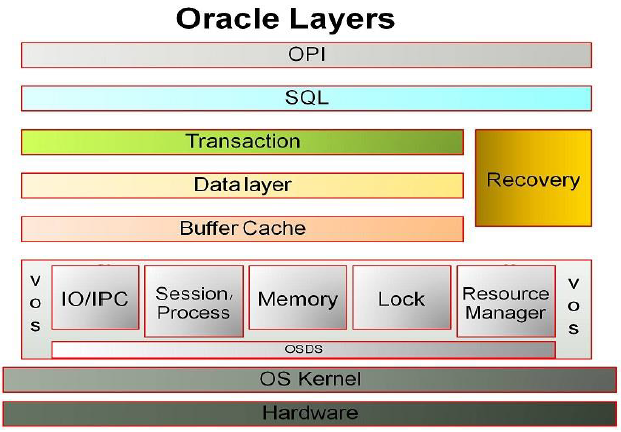 Oracle Layers
OPI
SQL
Transaction
Data layer
Buffer Cache
Recovery
vos
IO/IPC
Session/
Process
Memory
Lock
Resource
Manager
vos
OSDS
OS Kernel
Hardware